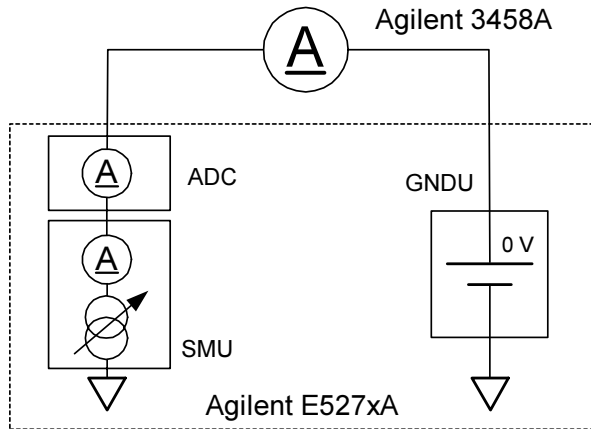 Agilent 3458A
A
A
ADC
GNDU
A
0 V
SMU
Agilent E527xA